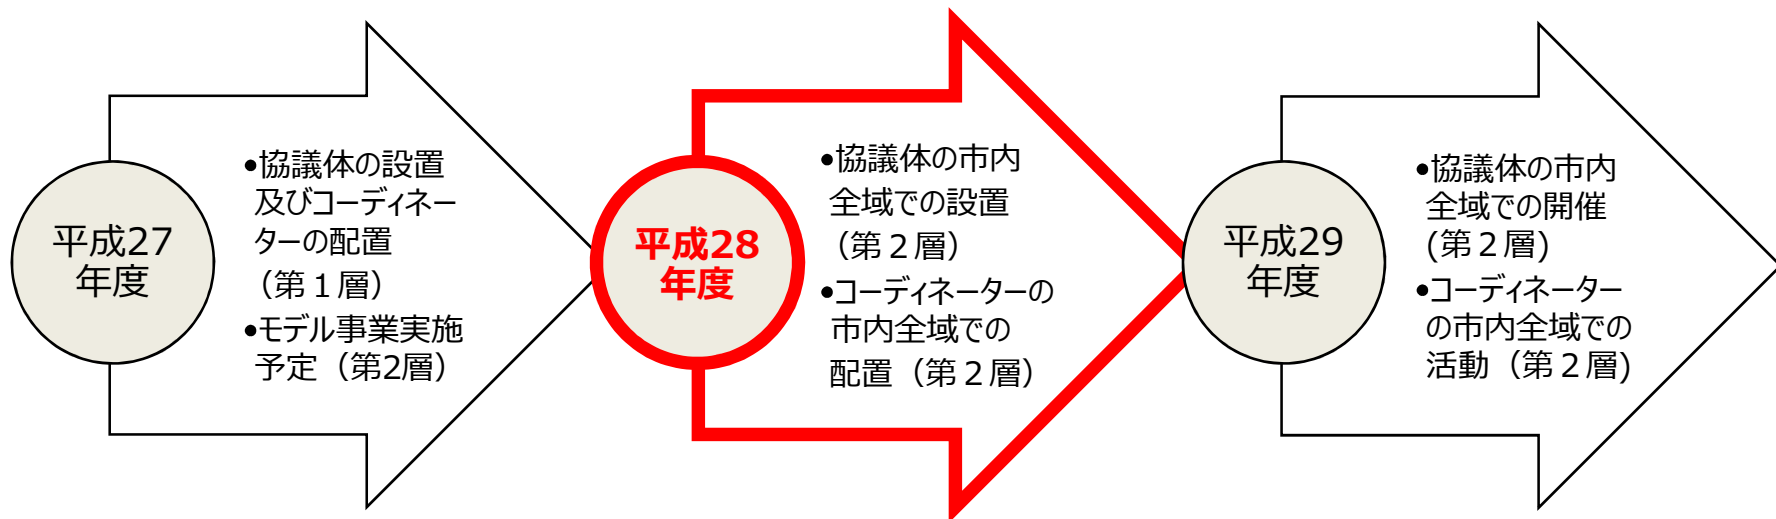 平成27
年度
•協議体の設置
及びコーディネー
ターの配置
（第１層）
•モデル事業実施
予定（第2層）
平成28
年度
•協議体の市内
全域での設置
（第２層）
•コーディネーターの
市内全域での
配置（第２層）
平成29
年度
•協議体の市内
全域での開催
(第２層)
•コーディネーター
の市内全域での
活動（第２層)